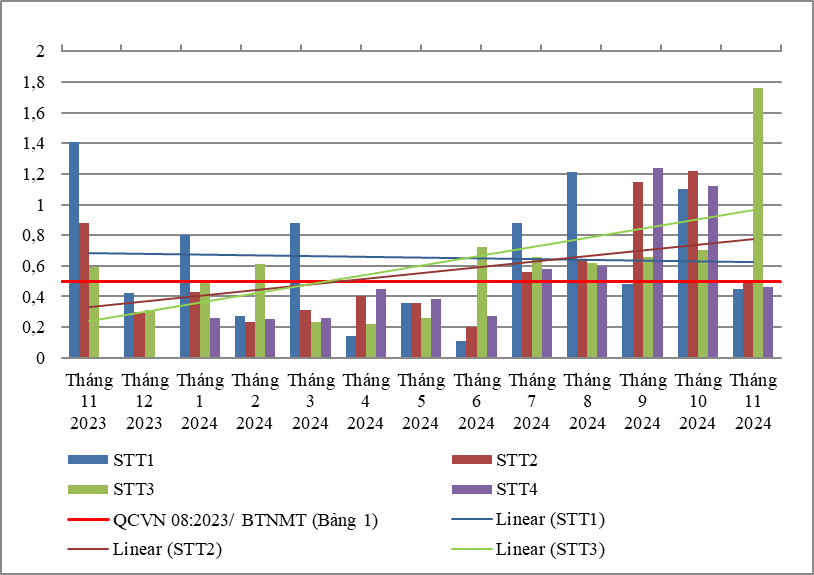 2
1,8
1,6
1,4
1,2
1
0,8
0,6
0,4
0,2
0
Tháng 11 2023
Tháng 12 2023
Tháng 1 2024
Tháng 2 2024
Tháng 3 2024
Tháng 4 2024
Tháng 5 2024
Tháng 6 2024
Tháng 7 2024
Tháng 8 2024
Tháng 9 2024
Tháng 10 2024
Tháng 11 2024
STT1
STT2
STT3
STT4
QCVN 08:2023/ BTNMT (Bảng 1)
Linear (STT1)
Linear (STT2)
Linear (STT3)